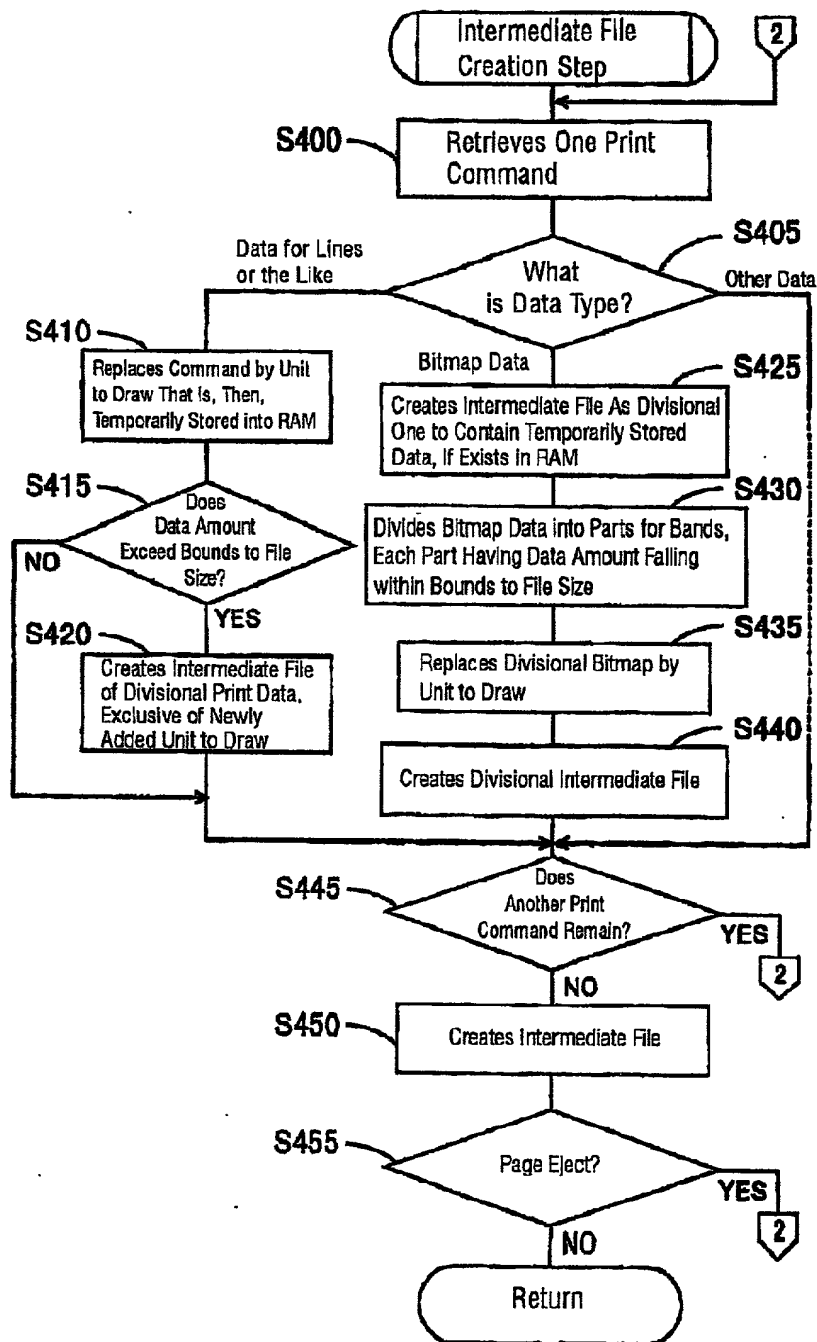 Intermediate File
Creation Step
2
S400
Retrieves One Print
Command
S405
Data for Lines
or the Like
What
is Data Type?
Other Data
S410
Replaces Command by Unit
to Draw That Is, Then,
Temporarily Stored into RAM
Bitmap Data
S425
Creates Intermediate File As Divisional
One to Contain Temporarily Stored
Data, If Exists in RAM
S415
Does
Data Amount
Exceed Bounds to File
Size?
NO
YES
S430
Divides Bitmap Data into Parts for Bands,
Each Part Having Data Amount Falling
within Bounds to File Size
S420
Creates Intermediate File
of Divisional Print Data,
Exclusive of Newly
Added Unit to Draw
S435
Replaces Divisional Bitmap by
Unit to Draw
S440
Creates Divisional Intermediate File
S445
Does
Another Print
Command Remain?
YES
2
NO
S450
Creates Intermediate File
S455
Page Eject?
YES
2
NO
Return